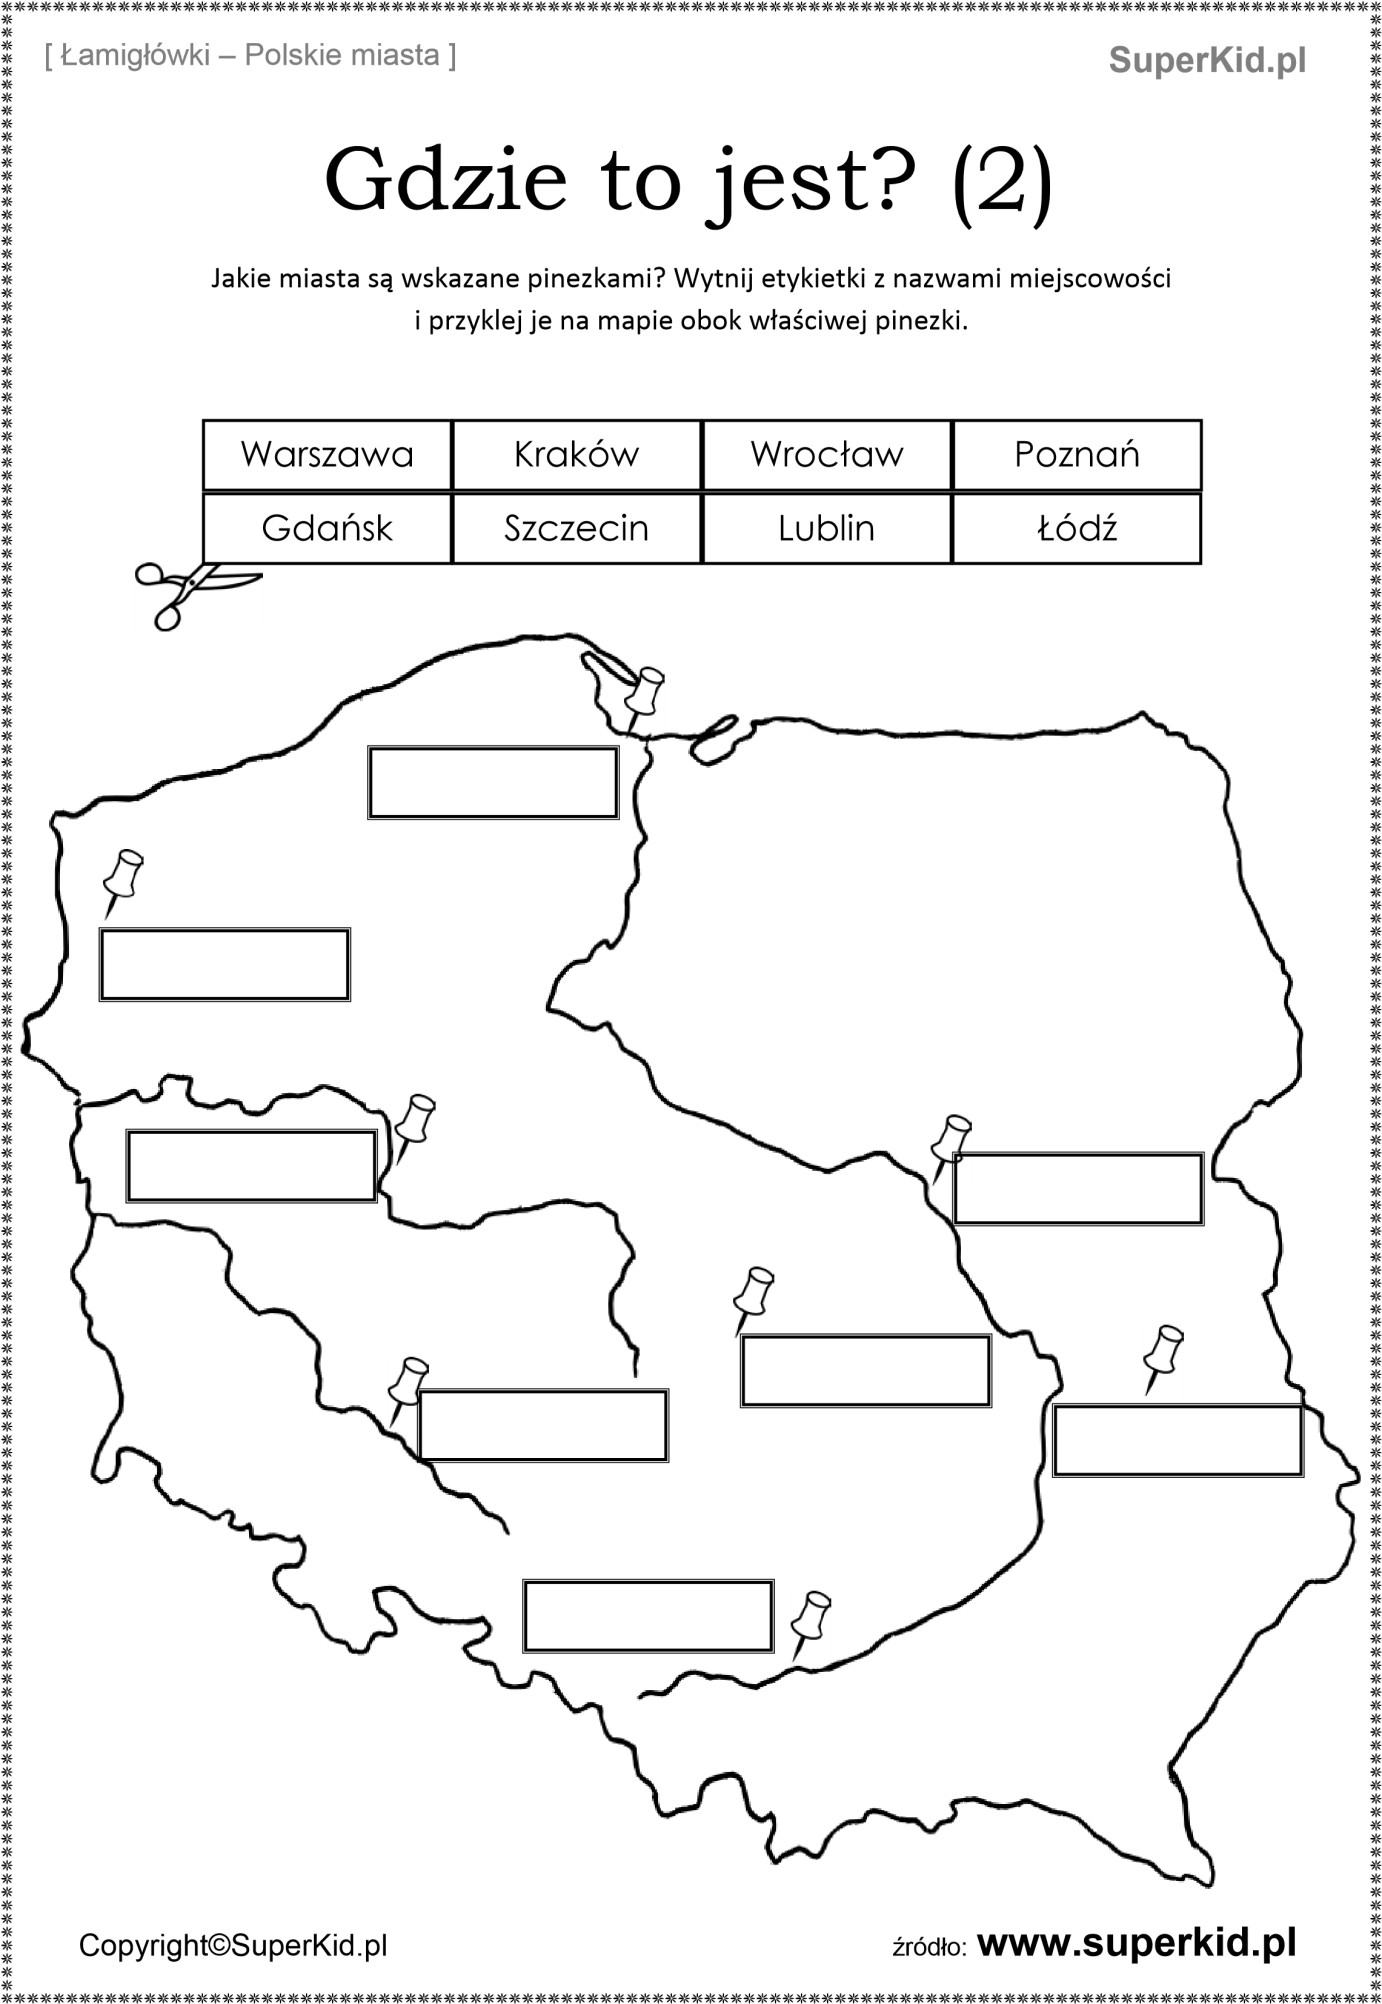 [ Łamigłówki – Polskie miasta ]
SuperKid.pl
Gdzie to jest? (2)
Jakie miasta są wskazane pinezkami? Wytnij etykietki z nazwami miejscowości
i przyklej je na mapie obok właściwej pinezki.
Warszawa Kraków Wrocław Poznań
Gdańsk Szczecin Lublin Łódź
Copyright©SuperKid.pl
źródło: www.superkid.pl